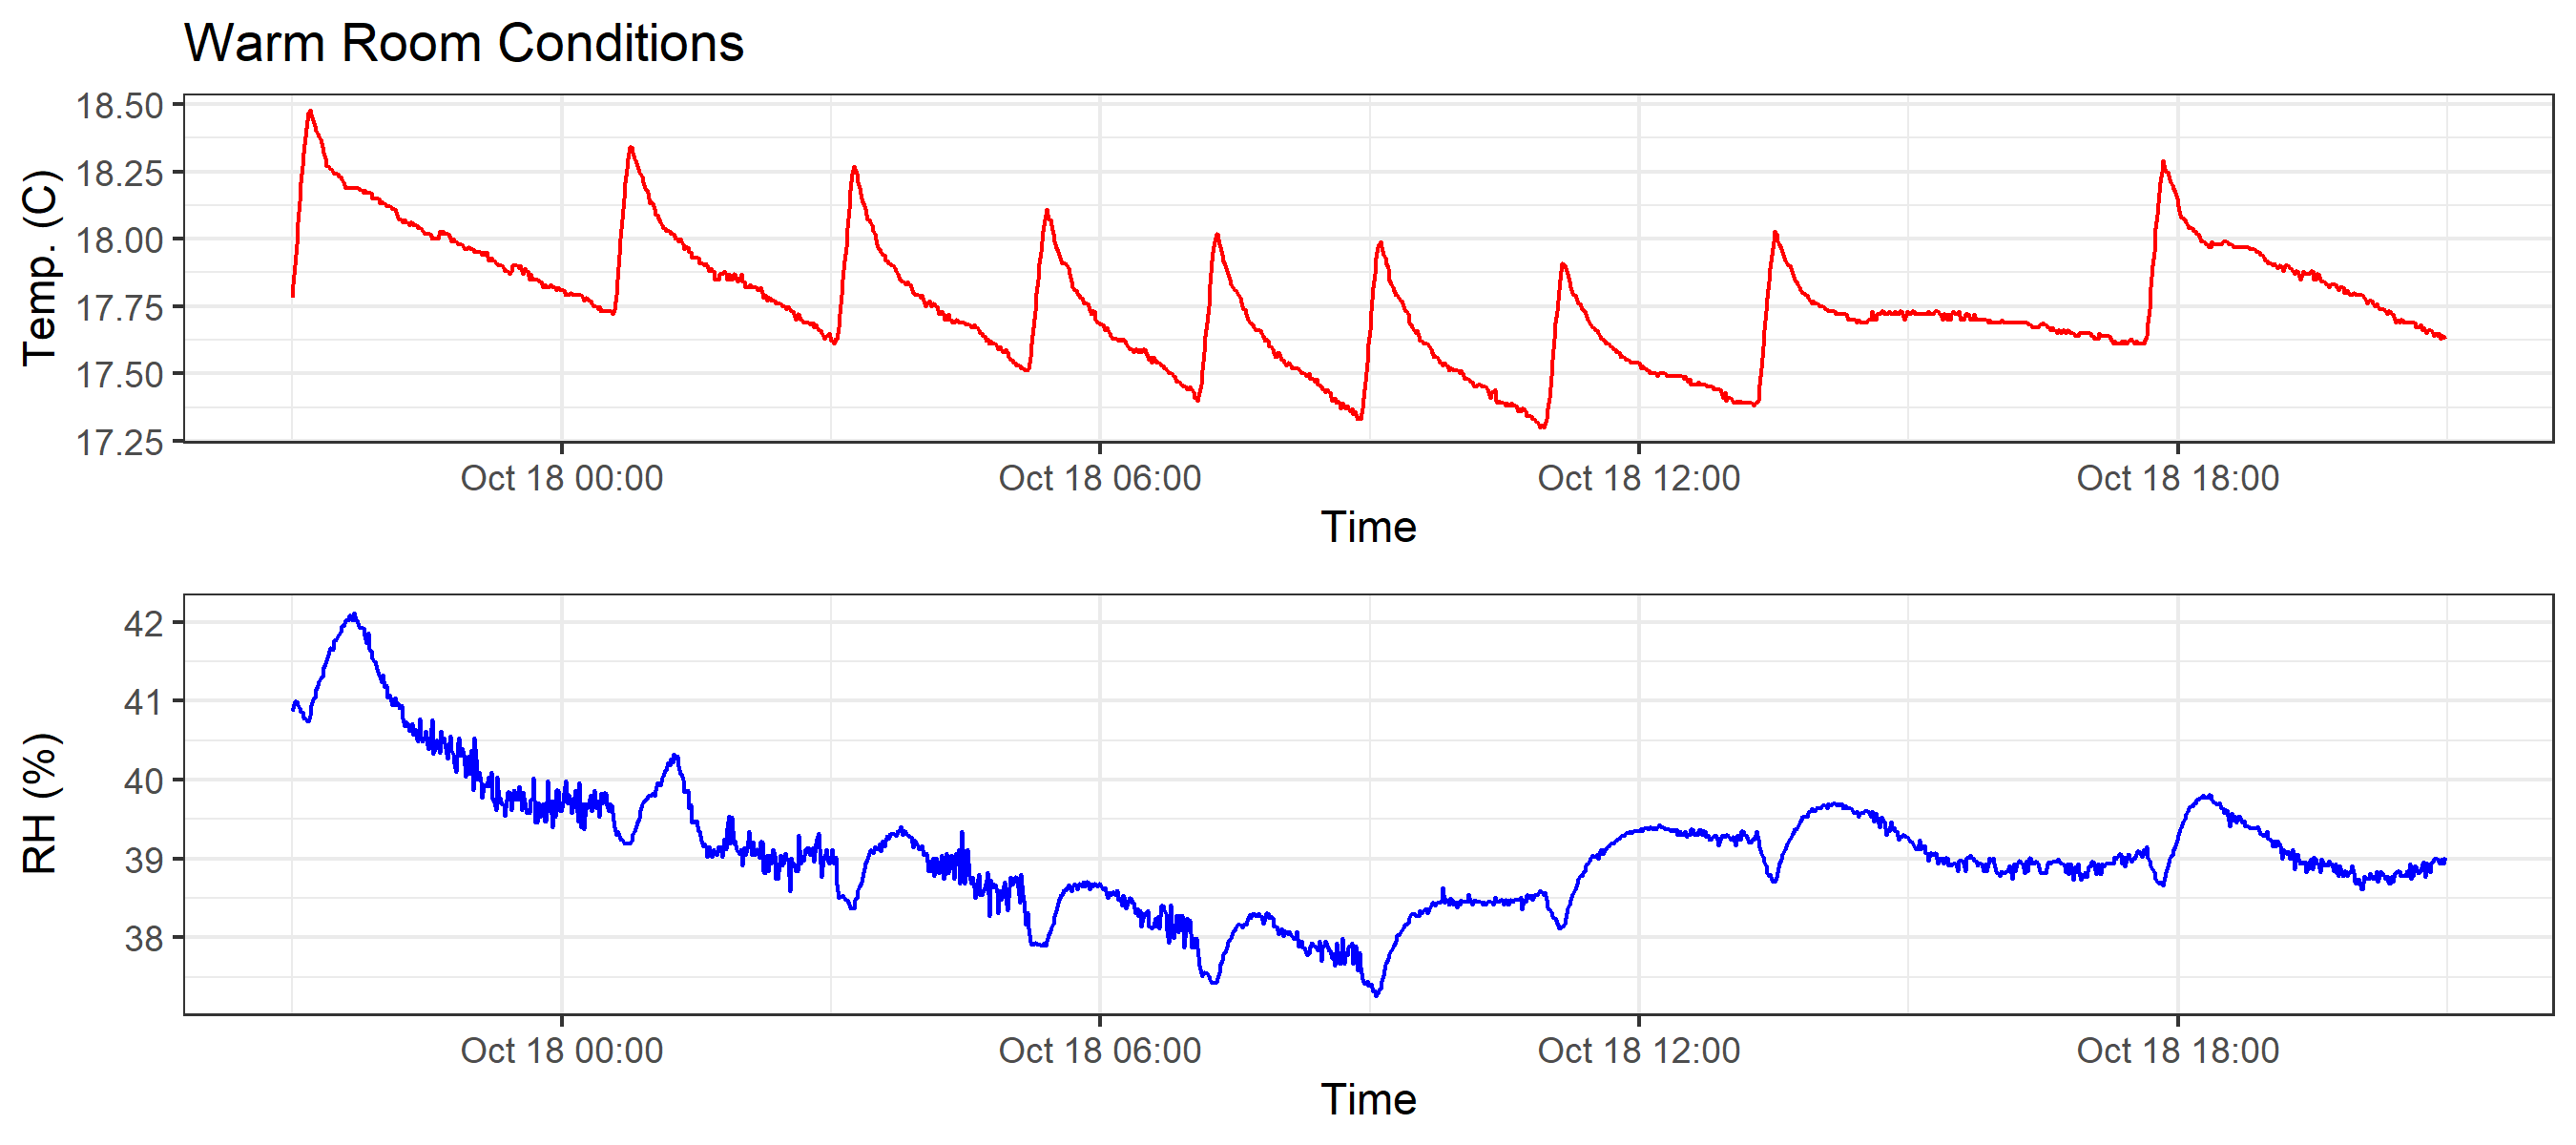 Warm Room Conditions
Temp. (C)
18.50
18.25
18.00
17.75
17.50
17.25
Oct 18 00:00 Oct 18 06:00 Oct 18 12:00 Oct 18 18:00
Time
RH (%)
42
41
40
39
38
Oct 18 00:00 Oct 18 06:00 Oct 18 12:00 Oct 18 18:00
Time